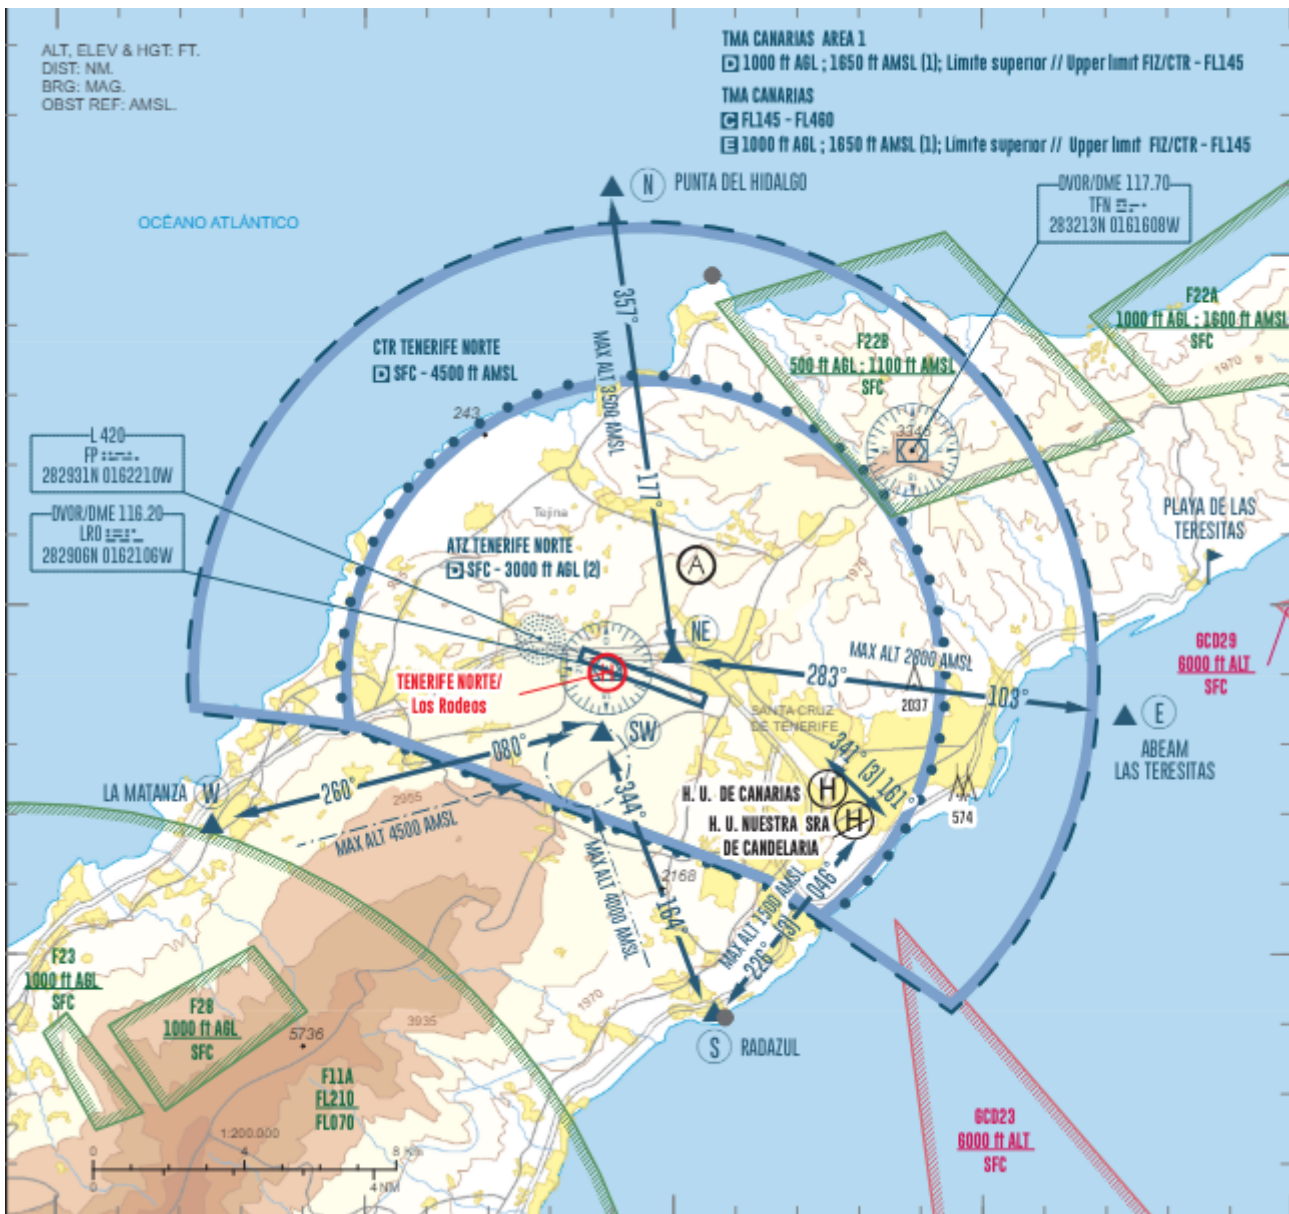 ALT, ELEV & HGT: FT.
DIST: NM.
BRG: MAG.
OBST REF: AMSL.
TMA CANARIAS AREA 1
D 1000 ft AGL ; 1650 ft AMSL (1); Límite superior // Upper limit FIZ/CTR - FL145
TMA CANARIAS
C FL145 - FL460
E 1000 ft AGL ; 1650 ft AMSL (1); Límite superior // Upper limit FIZ/CTR - FL145
N PUNTA DEL HIDALGO
DVOR/DME 117.70
TFN
283213N 0161608W
OCÉANO ATLÁNTICO
357°
MAX ALT 3500 AMSL
177°
F22A
1000 ft AGL ; 1600 ft AMSL
SFC
1970
F22B
500 ft AGL ; 1100 ft AMSL
SFC
3346
CTR TENERIFE NORTE
D SFC - 4500 ft AMSL
243
L 420
FP
282931N 0162210W
DVOR/DME 116.20
LRO
282906N 0162106W
Tejina
ATZ TENERIFE NORTE
D SFC - 3000 ft AGL (2)
A
1970
PLAYA DE LAS
TERESITAS
NE
MAX ALT 2800 AMSL
283°
103°
2037
GCD29
6000 ft ALT
SFC
H
TENERIFE NORTE/
Los Rodeos
SANTA CRUZ
DE TENERIFE
E
ABEAM
LAS TERESITAS
SW
080°
260°
LA MATANZA W
2955
MAX ALT 4500 AMSL
344°
164°
MAX ALT 4000 AMSL
341° (3) 161°
H. U. DE CANARIAS H
H. U. NUESTRA SRA H
DE CANDELARIA
574
2168
046°
226° (3)
MAX ALT 1500 AMSL
F23
1000 ft AGL
SFC
F28
1000 ft AGL
SFC
5736
3935
1970
S RADAZUL
F11A
FL210
FL070
GCD23
6000 ft ALT
SFC
1:200.000
0 4 8 KM
0 4 NM